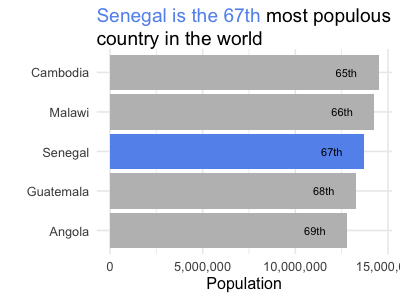 Senegal is the 67th most populous
country in the world
Cambodia 65th
Malawi 66th
Senegal 67th
Guatemala 68th
Angola 69th
0 5,000,000 10,000,000 15,000,0
Population